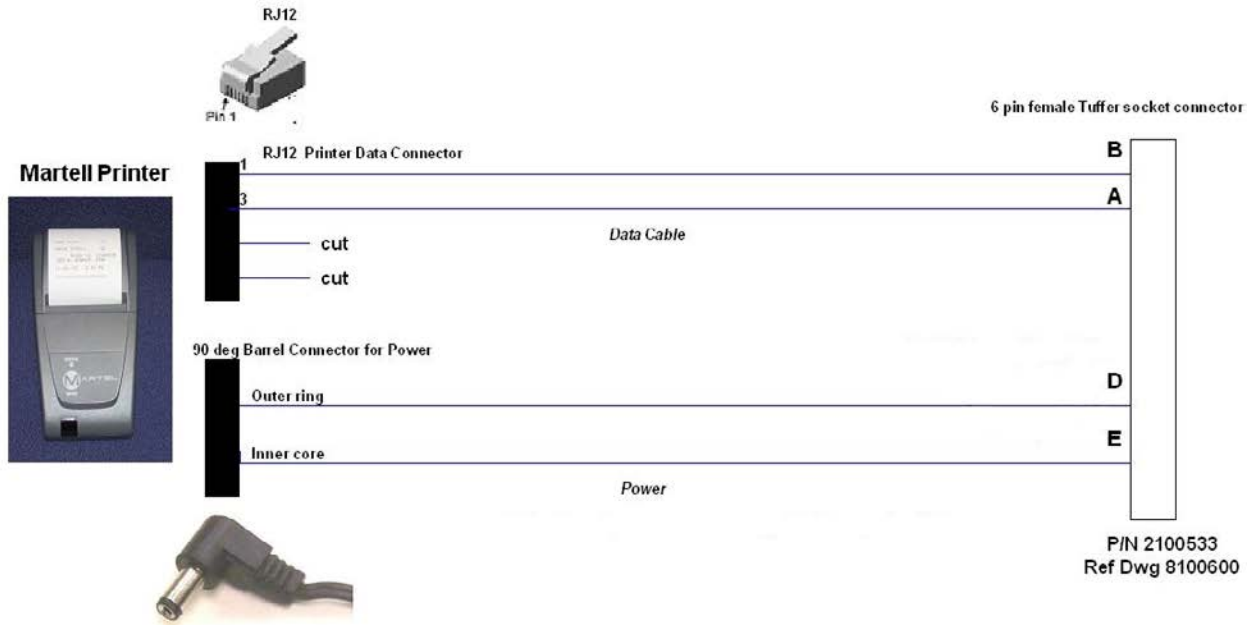 RJ12
Pin 1
6 pin female Tuffer socket connector
RJ12 Printer Data Connector
B
1
Martell Printer
A
3
Data Cable
cut
cut
90 deg Barrel Connector for Power
D
Outer ring
E
Inner core
Power
MARTEL
P/N 2100533
Ref Dwg 8100600